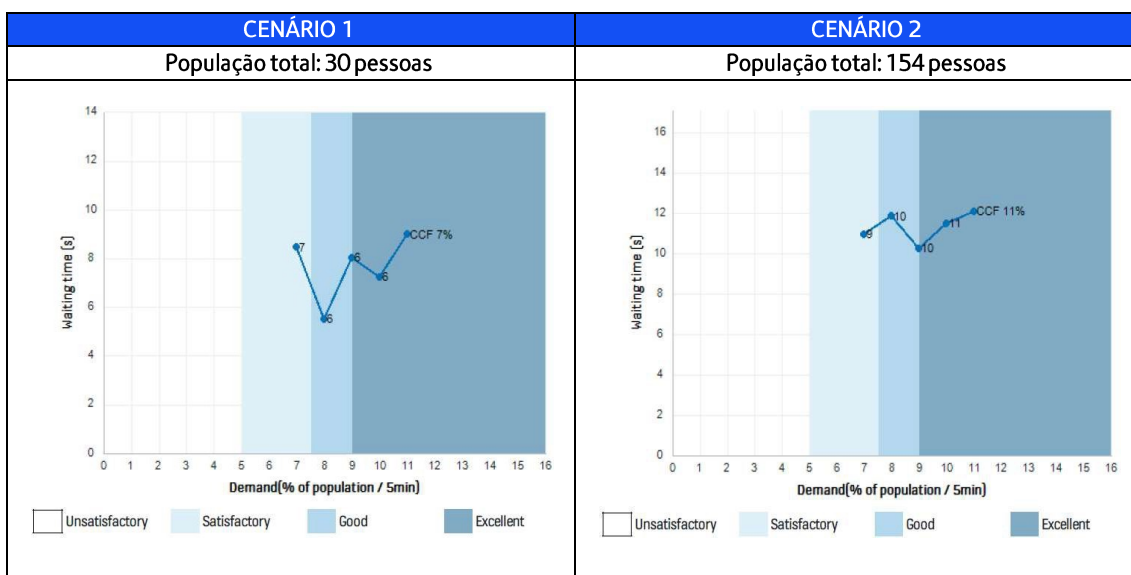 CENÁRIO 1
CENÁRIO 2
População total: 30 pessoas
População total: 154 pessoas
14
12
10
8
6
4
2
0
Waiting time (s)
7
6
6
6
CCF 7%
0 1 2 3 4 5 6 7 8 9 10 11 12 13 14 15 16
Demand(% of population / 5min)
Unsatisfactory Satisfactory Good Excellent
16
14
12
10
8
6
4
2
0
Waiting time (s)
9
10
10
11
CCF 11%
0 1 2 3 4 5 6 7 8 9 10 11 12 13 14 15 16
Demand(% of population / 5min)
Unsatisfactory Satisfactory Good Excellent